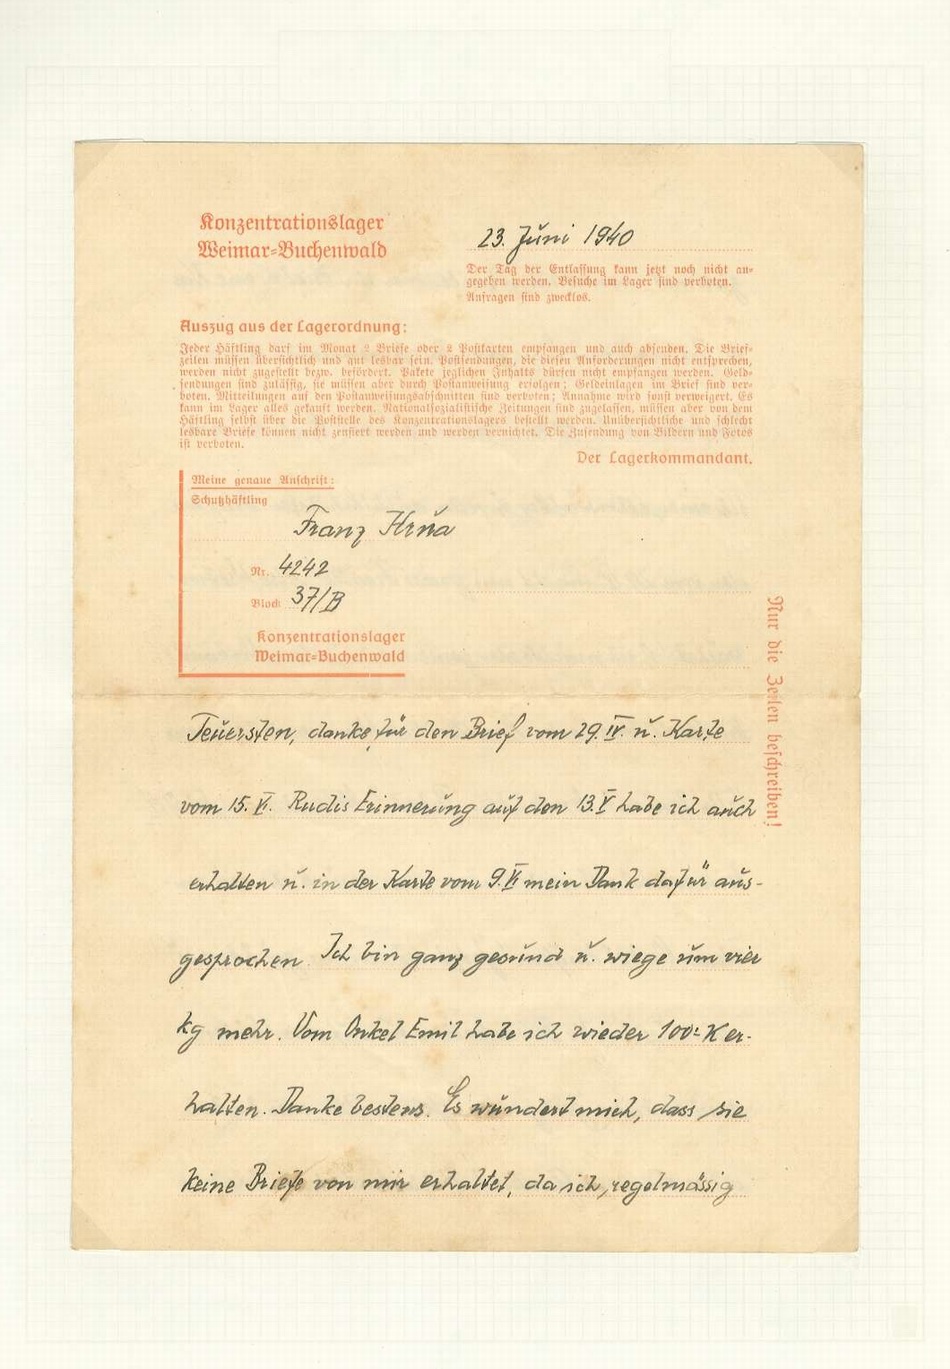 Konzentrationslager
Weimar-Buchenwald
23. Juni 1940
Der Tag der Entlassung kann jetzt noch nicht an-
gegeben werden. Besuche im Lager sind verboten.
Anfragen sind zwecklos.
Auszug aus der Lagerordnung:
Jeder Häftling darf im Monat 2 Briefe oder 2 Postkarten empfangen und auch absenden. Die Brief-
zeilen müssen übersichtlich und gut lesbar sein. Postsendungen, die diesen Anforderungen nicht entsprechen,
werden nicht zugestellt bezw. befördert. Pakete jeglichen Inhalts dürfen nicht empfangen werden. Geld-
sendungen sind zulässig, sie müssen aber durch Postanweisung erfolgen; Geldeinlagen im Brief sind ver-
boten. Mitteilungen auf den Postanweisungsabschnitten sind verboten; Annahme wird sonst verweigert. Es
kann im Lager alles gekauft werden. Nationalsozialistische Zeitungen sind zugelassen, müssen aber von dem
Häftling selbst über die Poststelle des Konzentrationslagers bestellt werden. Unübersichtliche und schlecht
lesbare Briefe können nicht zensiert werden und werden vernichtet. Die Zusendung von Bildern und Fotos
ist verboten.
Der Lagerkommandant.
Meine genaue Anschrift:
Schutzhäftling
Franz
Nr. 4242
Block 37/B
Konzentrationslager
Weimar-Buchenwald
Nur die Zeilen beschreiben!
Teuersten, danke für den Brief vom 29. IV. u. Karte
vom 15. V. Rudis Erinnerung auf den 13. V habe ich auch
erhalten u. in der Karte vom 9. VI mein Dank dafür aus-
gesprochen. Ich bin ganz gesund u. wiege um vier
kg mehr. Vom Onkel Emil habe ich wieder 100 K er-
halten. Danke bestens. Es wundert mich, dass sie
keine Briefe von mir erhaltet, da ich, regelmässig